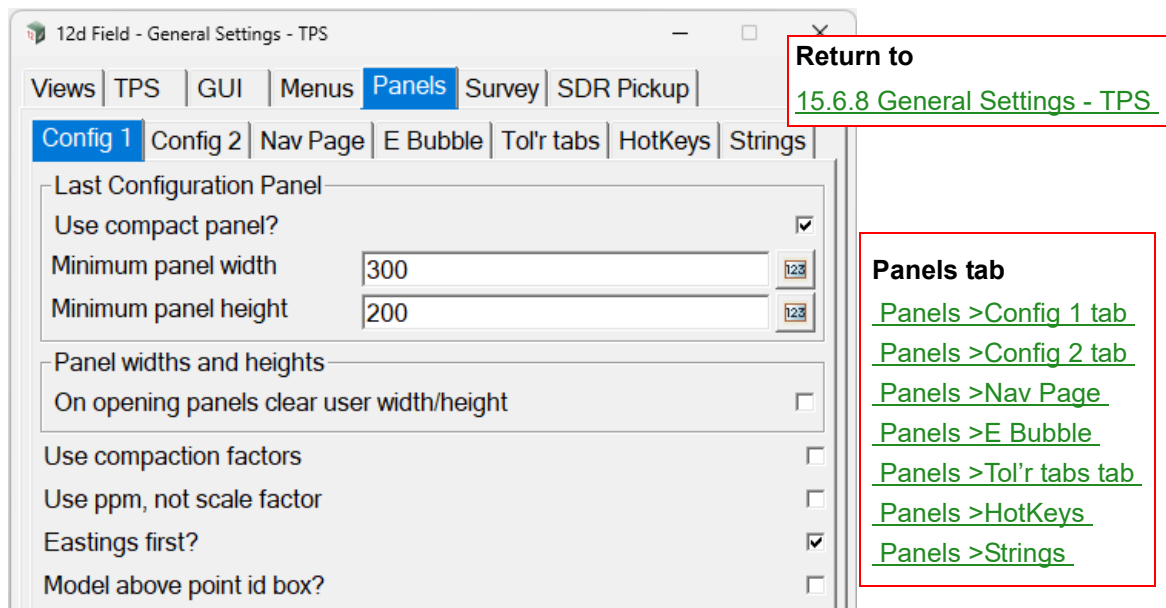 12d Field - General Settings - TPS
Return to
15.6.8 General Settings - TPS
Views TPS GUI Menus Panels Survey SDR Pickup
Config 1 Config 2 Nav Page E Bubble Tol'r tabs HotKeys Strings
Last Configuration Panel
Use compact panel?
Minimum panel width 300 123
Minimum panel height 200 123
Panel widths and heights
On opening panels clear user width/height
Use compaction factors
Use ppm, not scale factor
Eastings first?
Model above point id box?
Panels tab
Panels >Config 1 tab
Panels >Config 2 tab
Panels >Nav Page
Panels >E Bubble
Panels >Tol’r tabs tab
Panels >HotKeys
Panels >Strings